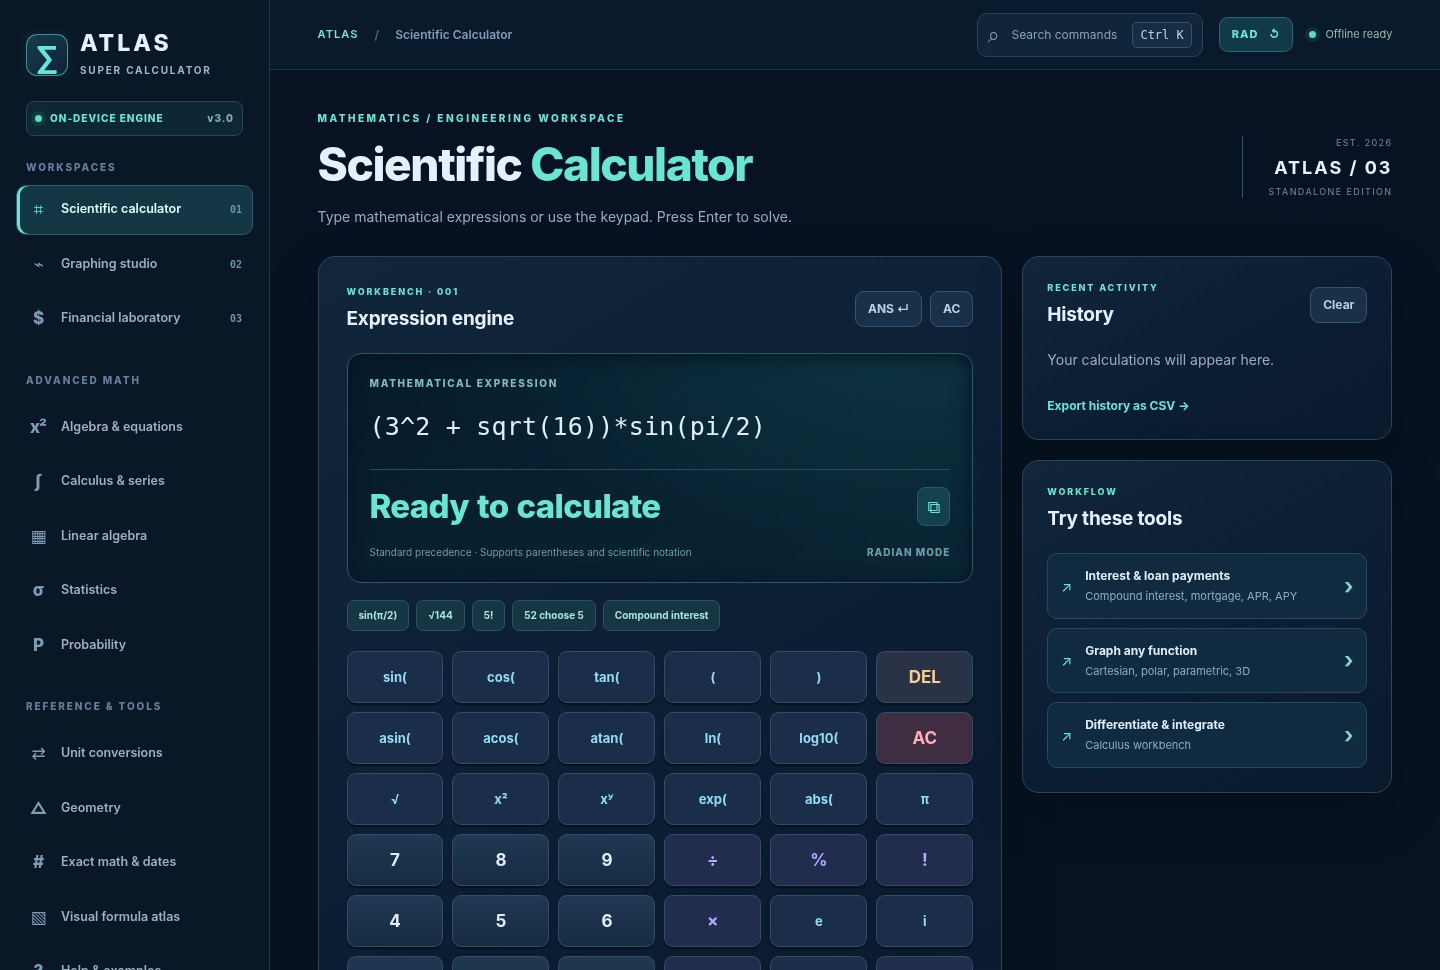 ∑
ATLAS
SUPER CALCULATOR
ON-DEVICE ENGINE v3.0
WORKSPACES
Scientific calculator 01
Graphing studio 02
$ Financial laboratory 03
ADVANCED MATH
x² Algebra & equations
∫ Calculus & series
Linear algebra
σ Statistics
P Probability
REFERENCE & TOOLS
⇄ Unit conversions
△ Geometry
# Exact math & dates
Visual formula atlas
? Help & examples
ATLAS / Scientific Calculator
Search commands Ctrl K
RAD ↺
Offline ready
MATHEMATICS / ENGINEERING WORKSPACE
Scientific Calculator
Type mathematical expressions or use the keypad. Press Enter to solve.
EST. 2026
ATLAS / 03
STANDALONE EDITION
WORKBENCH · 001
Expression engine
ANS ↵ AC
MATHEMATICAL EXPRESSION
(3^2 + sqrt(16))*sin(pi/2)
Ready to calculate
Standard precedence · Supports parentheses and scientific notation
RADIAN MODE
sin(π/2) √144 5! 52 choose 5 Compound interest
sin( cos( tan( ( ) DEL
asin( acos( atan( ln( log10( AC
√ x² xʸ exp( abs( π
7 8 9 ÷ % !
4 5 6 × e i
RECENT ACTIVITY
History
Clear
Your calculations will appear here.
Export history as CSV →
WORKFLOW
Try these tools
↗ Interest & loan payments ›
Compound interest, mortgage, APR, APY
↗ Graph any function ›
Cartesian, polar, parametric, 3D
↗ Differentiate & integrate ›
Calculus workbench